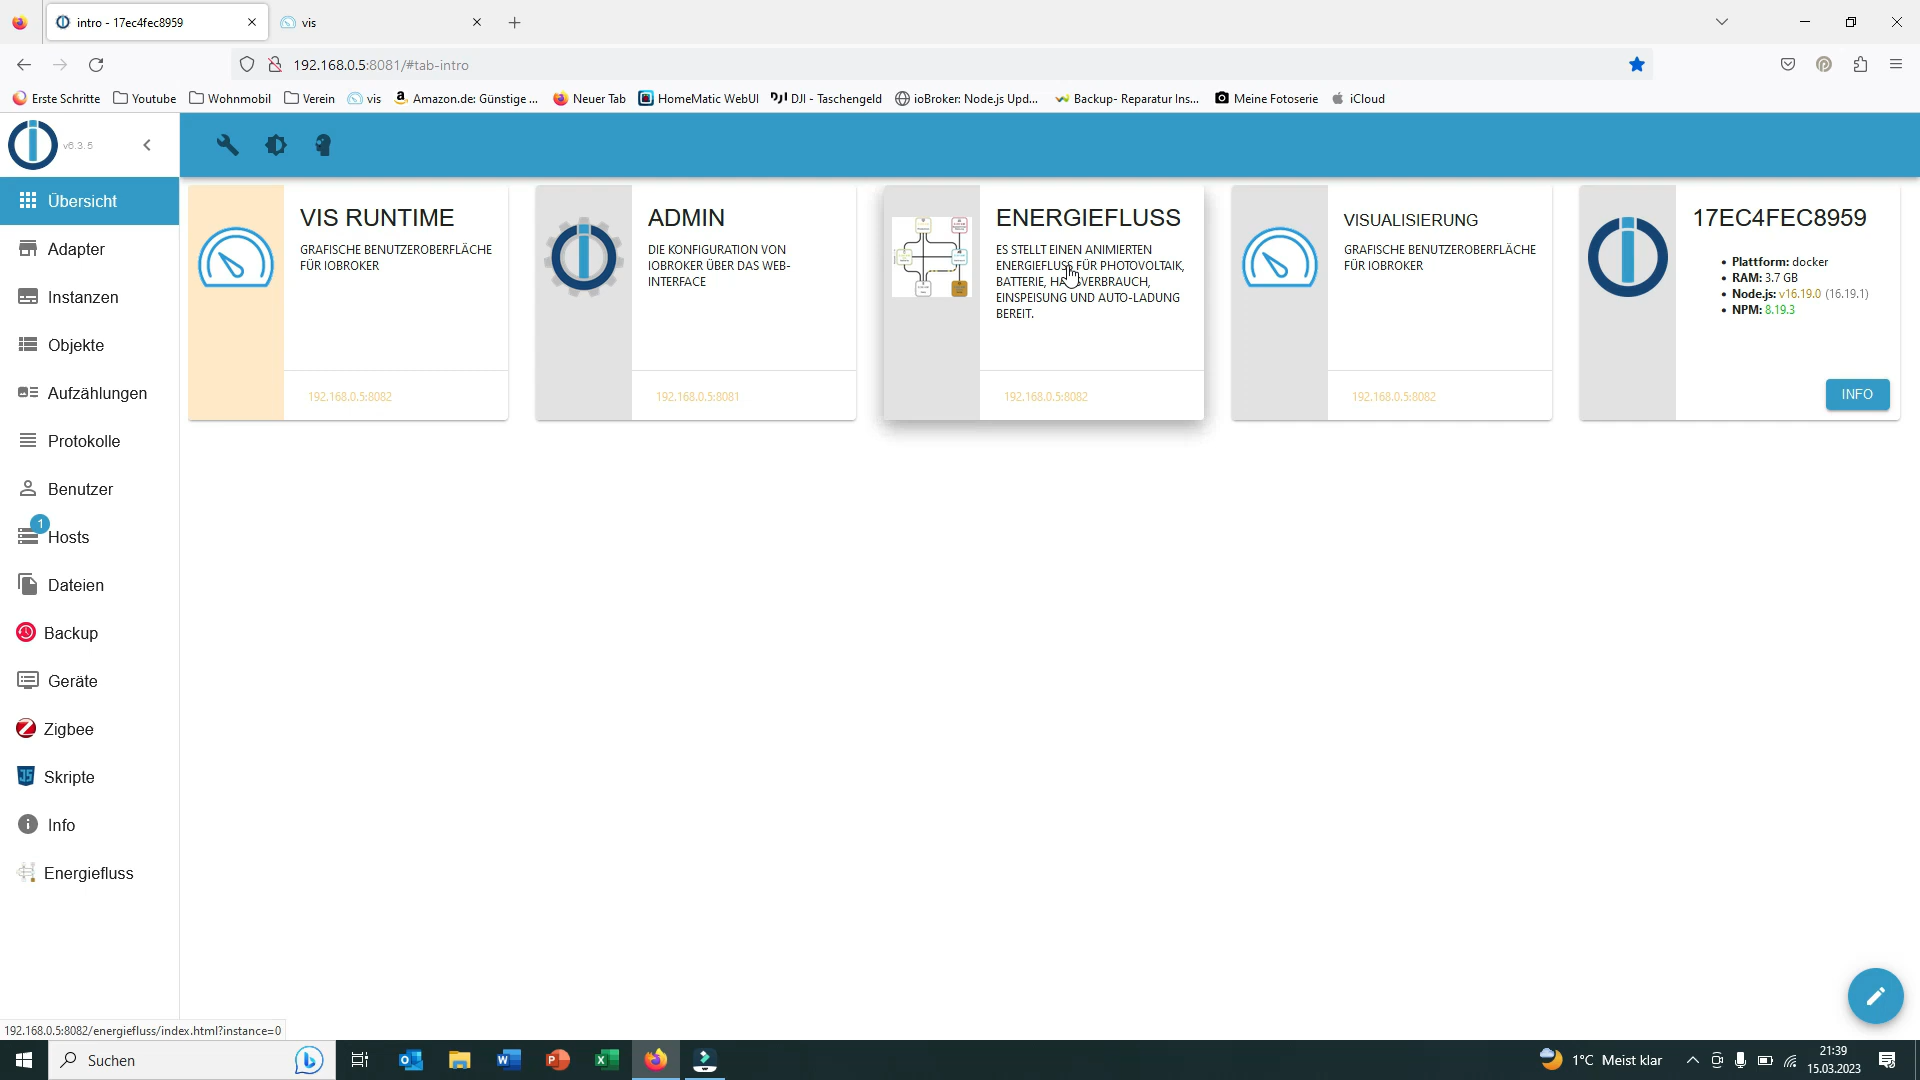 intro - 17ec4fec8959
vis
192.168.0.5:8081/#tab-intro
Erste Schritte
Youtube
Wohnmobil
Verein
vis
Amazon.de: Günstige ...
Neuer Tab
HomeMatic WebUI
DJI - Taschengeld
ioBroker: Node.js Upd...
Backup- Reparatur Ins...
Meine Fotoserie
iCloud
v6.3.5
Übersicht
Adapter
Instanzen
Objekte
Aufzählungen
Protokolle
Benutzer
1
Hosts
Dateien
Backup
Geräte
Zigbee
Skripte
Info
Energiefluss
VIS RUNTIME
GRAFISCHE BENUTZEROBERFLÄCHE
FÜR IOBROKER
192.168.0.5:8082
ADMIN
DIE KONFIGURATION VON
IOBROKER ÜBER DAS WEB-
INTERFACE
192.168.0.5:8081
ENERGIEFLUSS
ES STELLT EINEN ANIMIERTEN
ENERGIEFLUSS FÜR PHOTOVOLTAIK,
BATTERIE, HAUSVERBRAUCH,
EINSPEISUNG UND AUTO-LADUNG
BEREIT.
192.168.0.5:8082
VISUALISIERUNG
GRAFISCHE BENUTZEROBERFLÄCHE
FÜR IOBROKER
192.168.0.5:8082
17EC4FEC8959
Plattform: docker
RAM: 3.7 GB
Node.js: v16.19.0 (16.19.1)
NPM: 8.19.3
INFO
192.168.0.5:8082/energiefluss/index.html?instance=0
Suchen
1°C Meist klar
21:39
15.03.2023